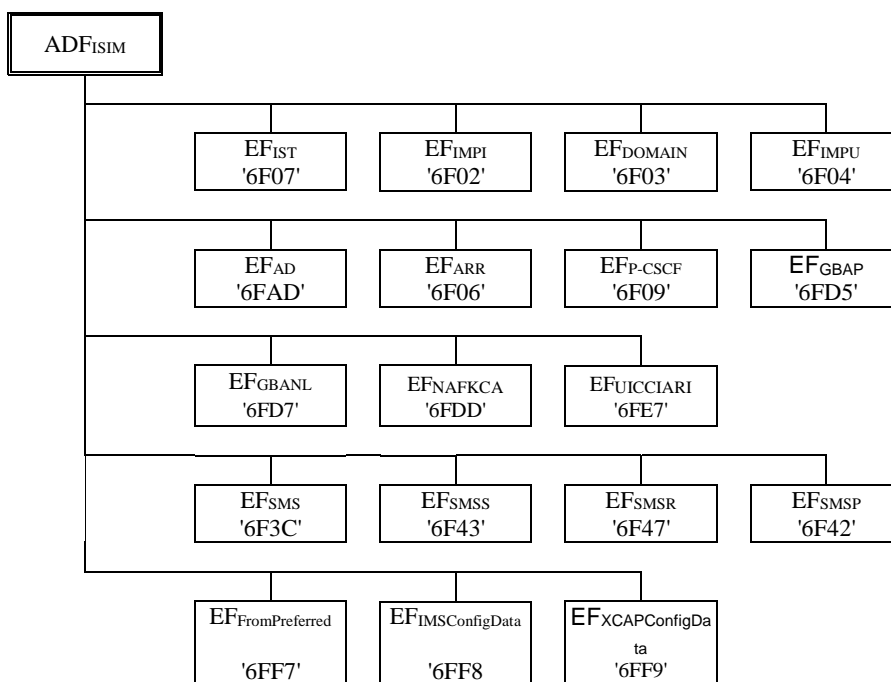 ADFISIM
EFIST
'6F07'
EFIMPI
'6F02'
EFDOMAIN
'6F03'
EFIMPU
'6F04'
EFAD
'6FAD'
EFARR
'6F06'
EFP-CSCF
'6F09'
EFGBAP
'6FD5'
EFGBANL
'6FD7'
EFNAFKCA
'6FDD'
EFUICCIARI
'6FE7'
EFSMS
'6F3C'
EFSMSS
'6F43'
EFSMSR
'6F47'
EFSMSP
'6F42'
EFFromPreferred
'6FF7'
EFIMSConfigData
'6FF8
EFXCAPConfigDa
ta
'6FF9'